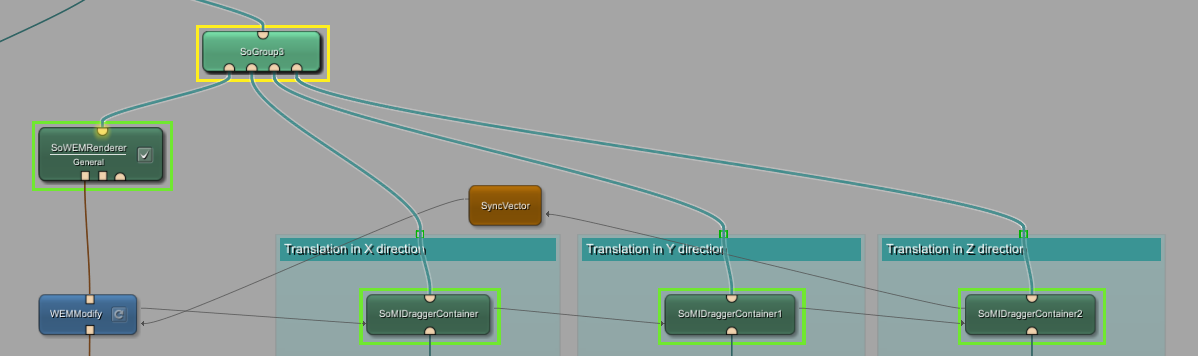 SoGroup3
SoWEMRenderer
General
SyncVector
Translation in X direction
Translation in Y direction
Translation in Z direction
WEMModify
SoMIDraggerContainer
SoMIDraggerContainer1
SoMIDraggerContainer2